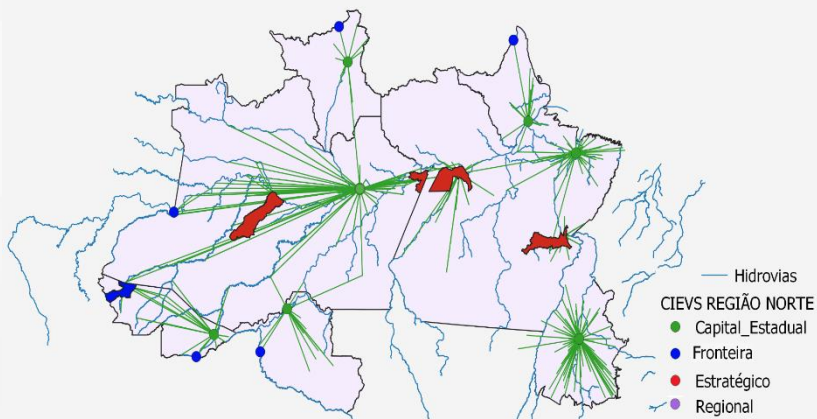 Hidrovias
CIEVS REGIÃO NORTE
Capital_Estadual
Fronteira
Estratégico
Regional